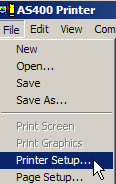 AS400 Printer
File Edit View Com
New
Open...
Save
Save As...
Print Screen
Print Graphics
Printer Setup...
Page Setup...